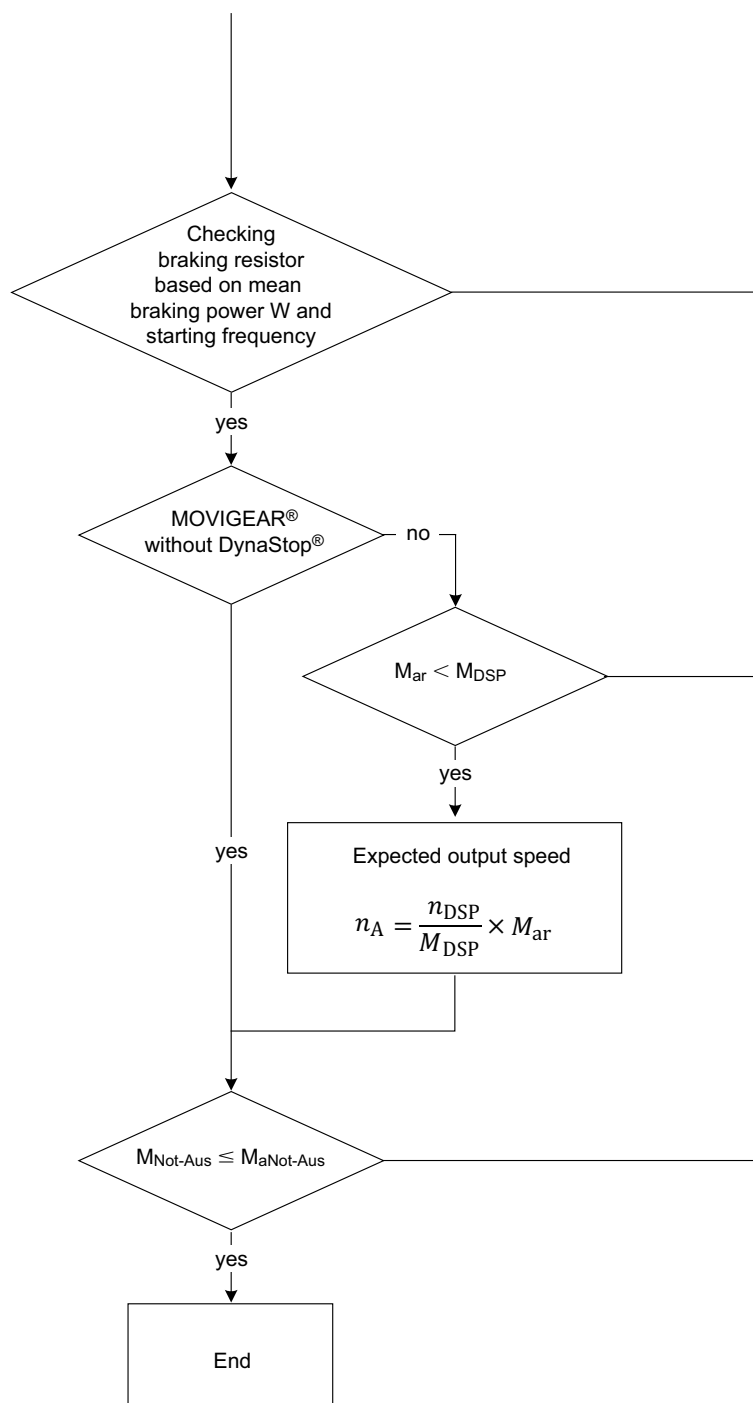 Checking
braking resistor
based on mean
braking power W and
starting frequency
yes
MOVIGEAR®
without DynaStop®
no
M_ar < M_DSP
yes
yes
Expected output speed
n_A = n_DSP / M_DSP × M_ar
M_Not-Aus ≤ M_aNot-Aus
yes
End